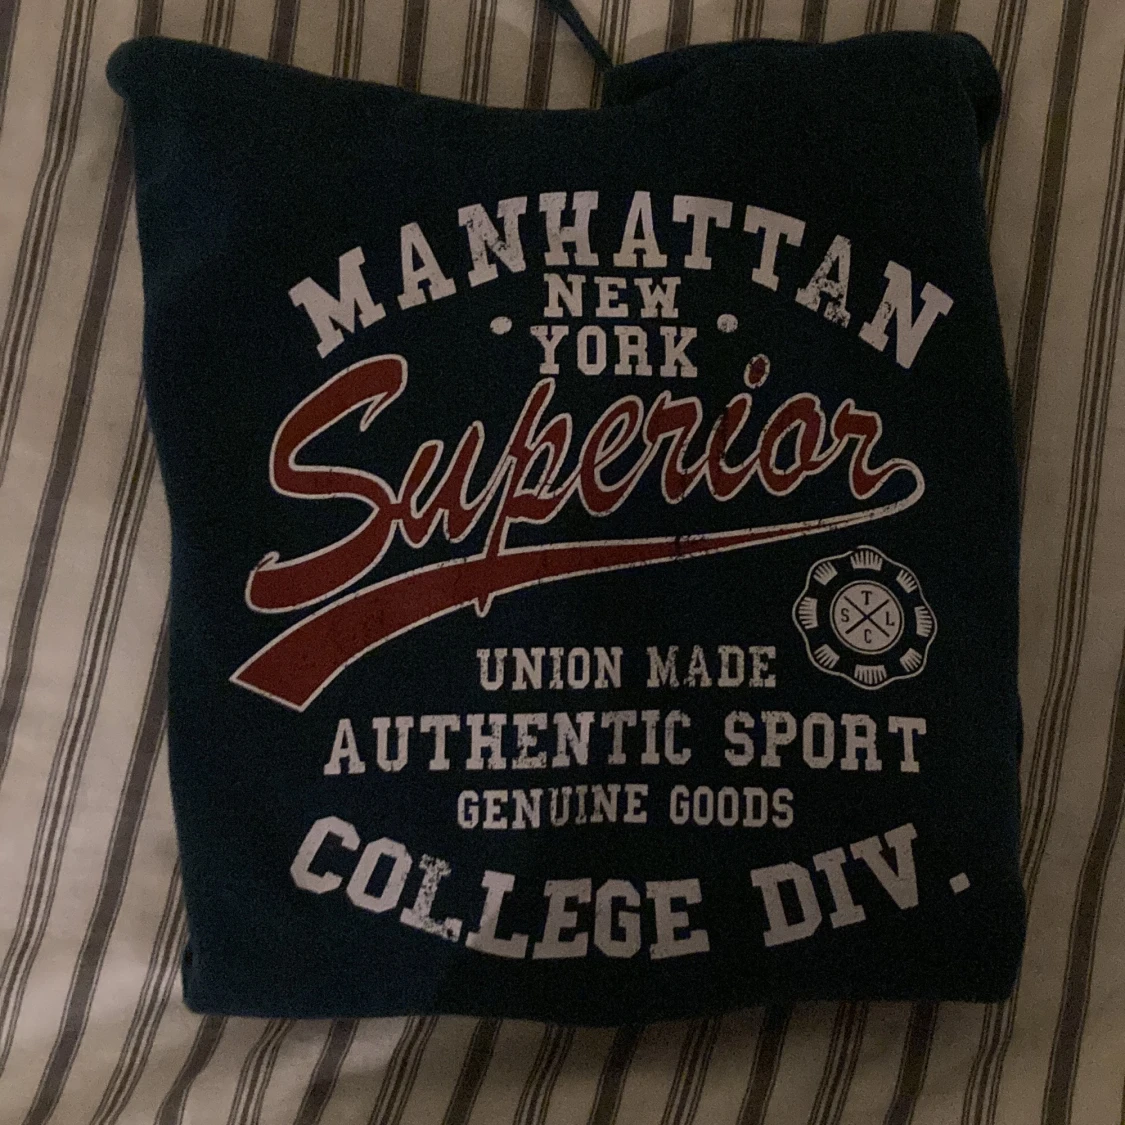 MANHATTAN
NEW
• YORK •
Superior
T
S L
C
UNION MADE
AUTHENTIC SPORT
GENUINE GOODS
COLLEGE DIV.